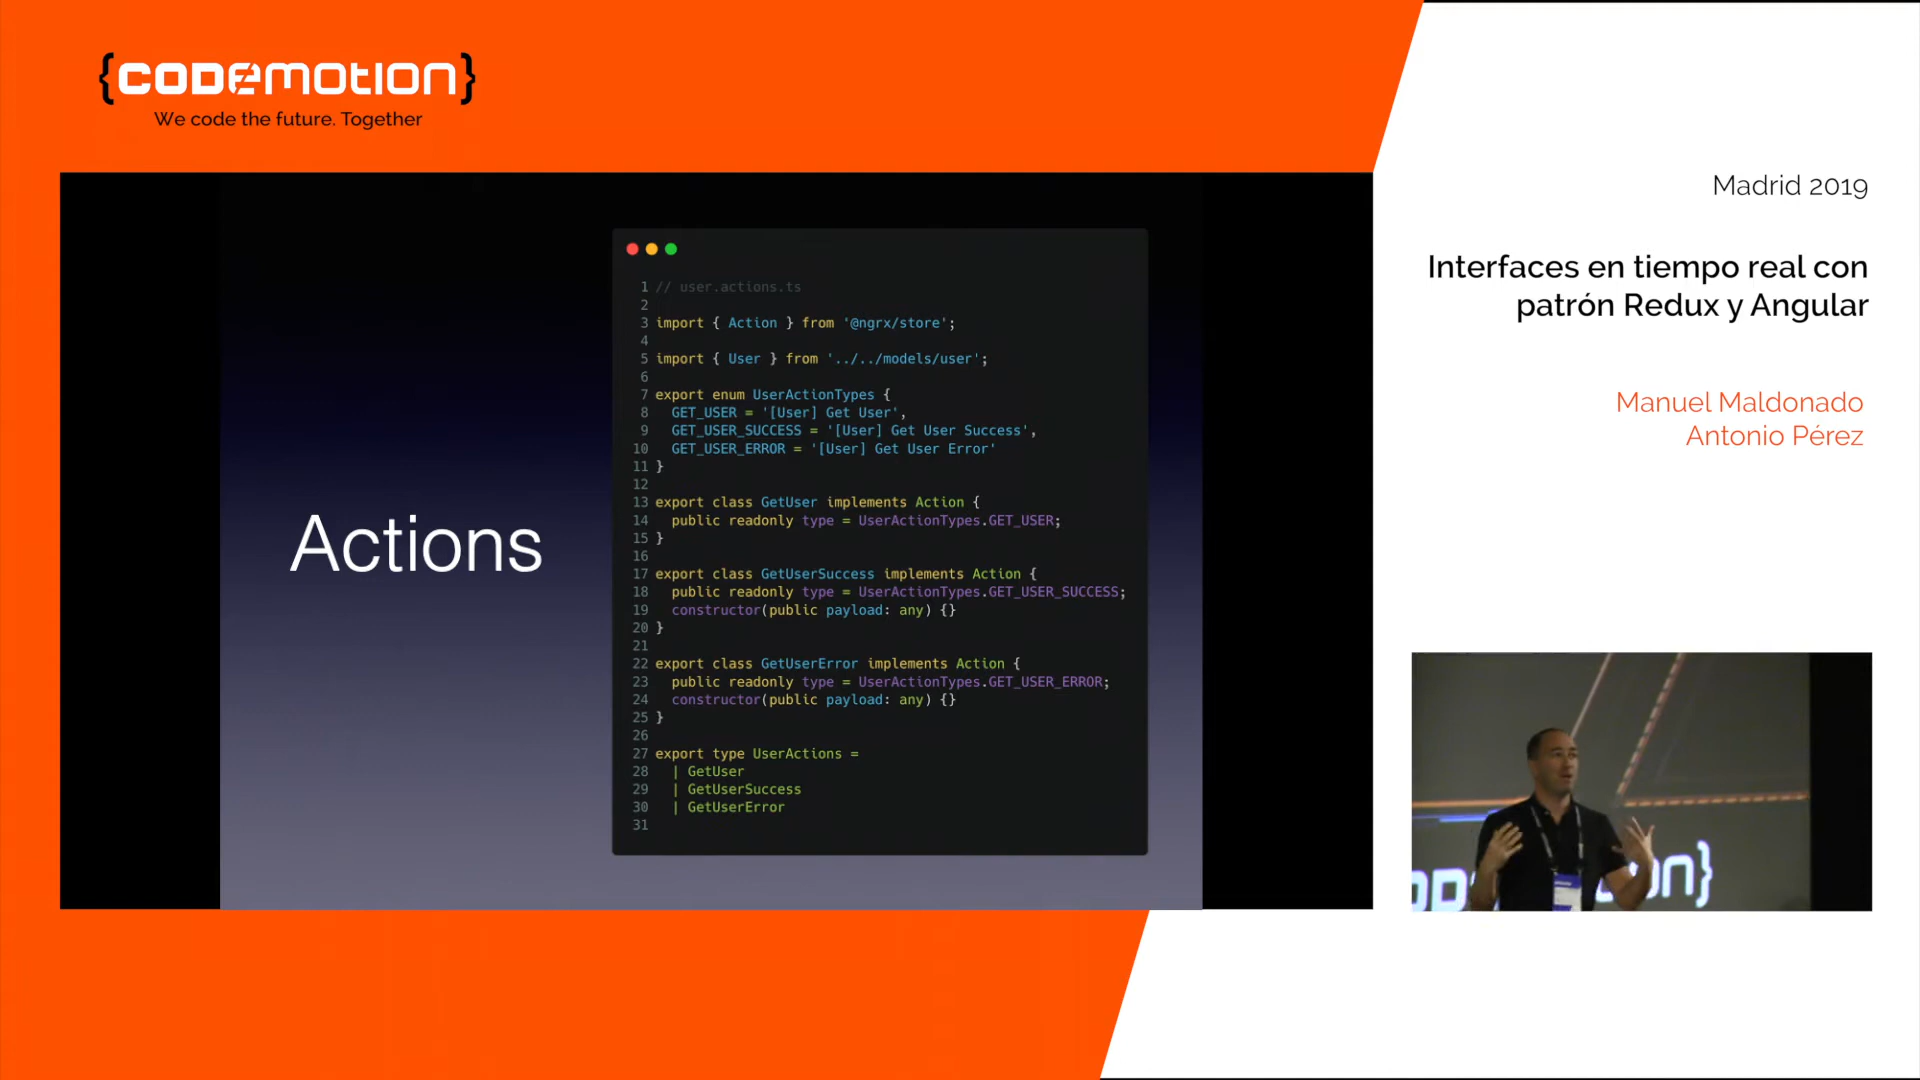 {CODEMOTION}
We code the future. Together
Madrid 2019
Interfaces en tiempo real con
patrón Redux y Angular
Manuel Maldonado
Antonio Pérez
Actions
1 // user.actions.ts
2
3 import { Action } from '@ngrx/store';
4
5 import { User } from '../../models/user';
6
7 export enum UserActionTypes {
8 GET_USER = '[User] Get User',
9 GET_USER_SUCCESS = '[User] Get User Success',
10 GET_USER_ERROR = '[User] Get User Error'
11 }
12
13 export class GetUser implements Action {
14 public readonly type = UserActionTypes.GET_USER;
15 }
16
17 export class GetUserSuccess implements Action {
18 public readonly type = UserActionTypes.GET_USER_SUCCESS;
19 constructor(public payload: any) {}
20 }
21
22 export class GetUserError implements Action {
23 public readonly type = UserActionTypes.GET_USER_ERROR;
24 constructor(public payload: any) {}
25 }
26
27 export type UserActions =
28 | GetUser
29 | GetUserSuccess
30 | GetUserError
31